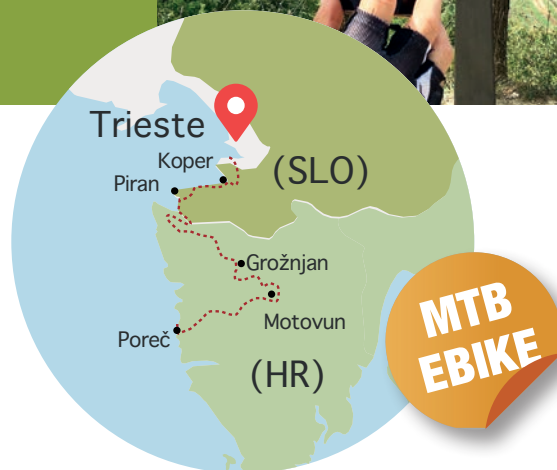 Trieste
Koper
(SLO)
Piran
Grožnjan
Motovun
Poreč
(HR)
MTB
EBIKE